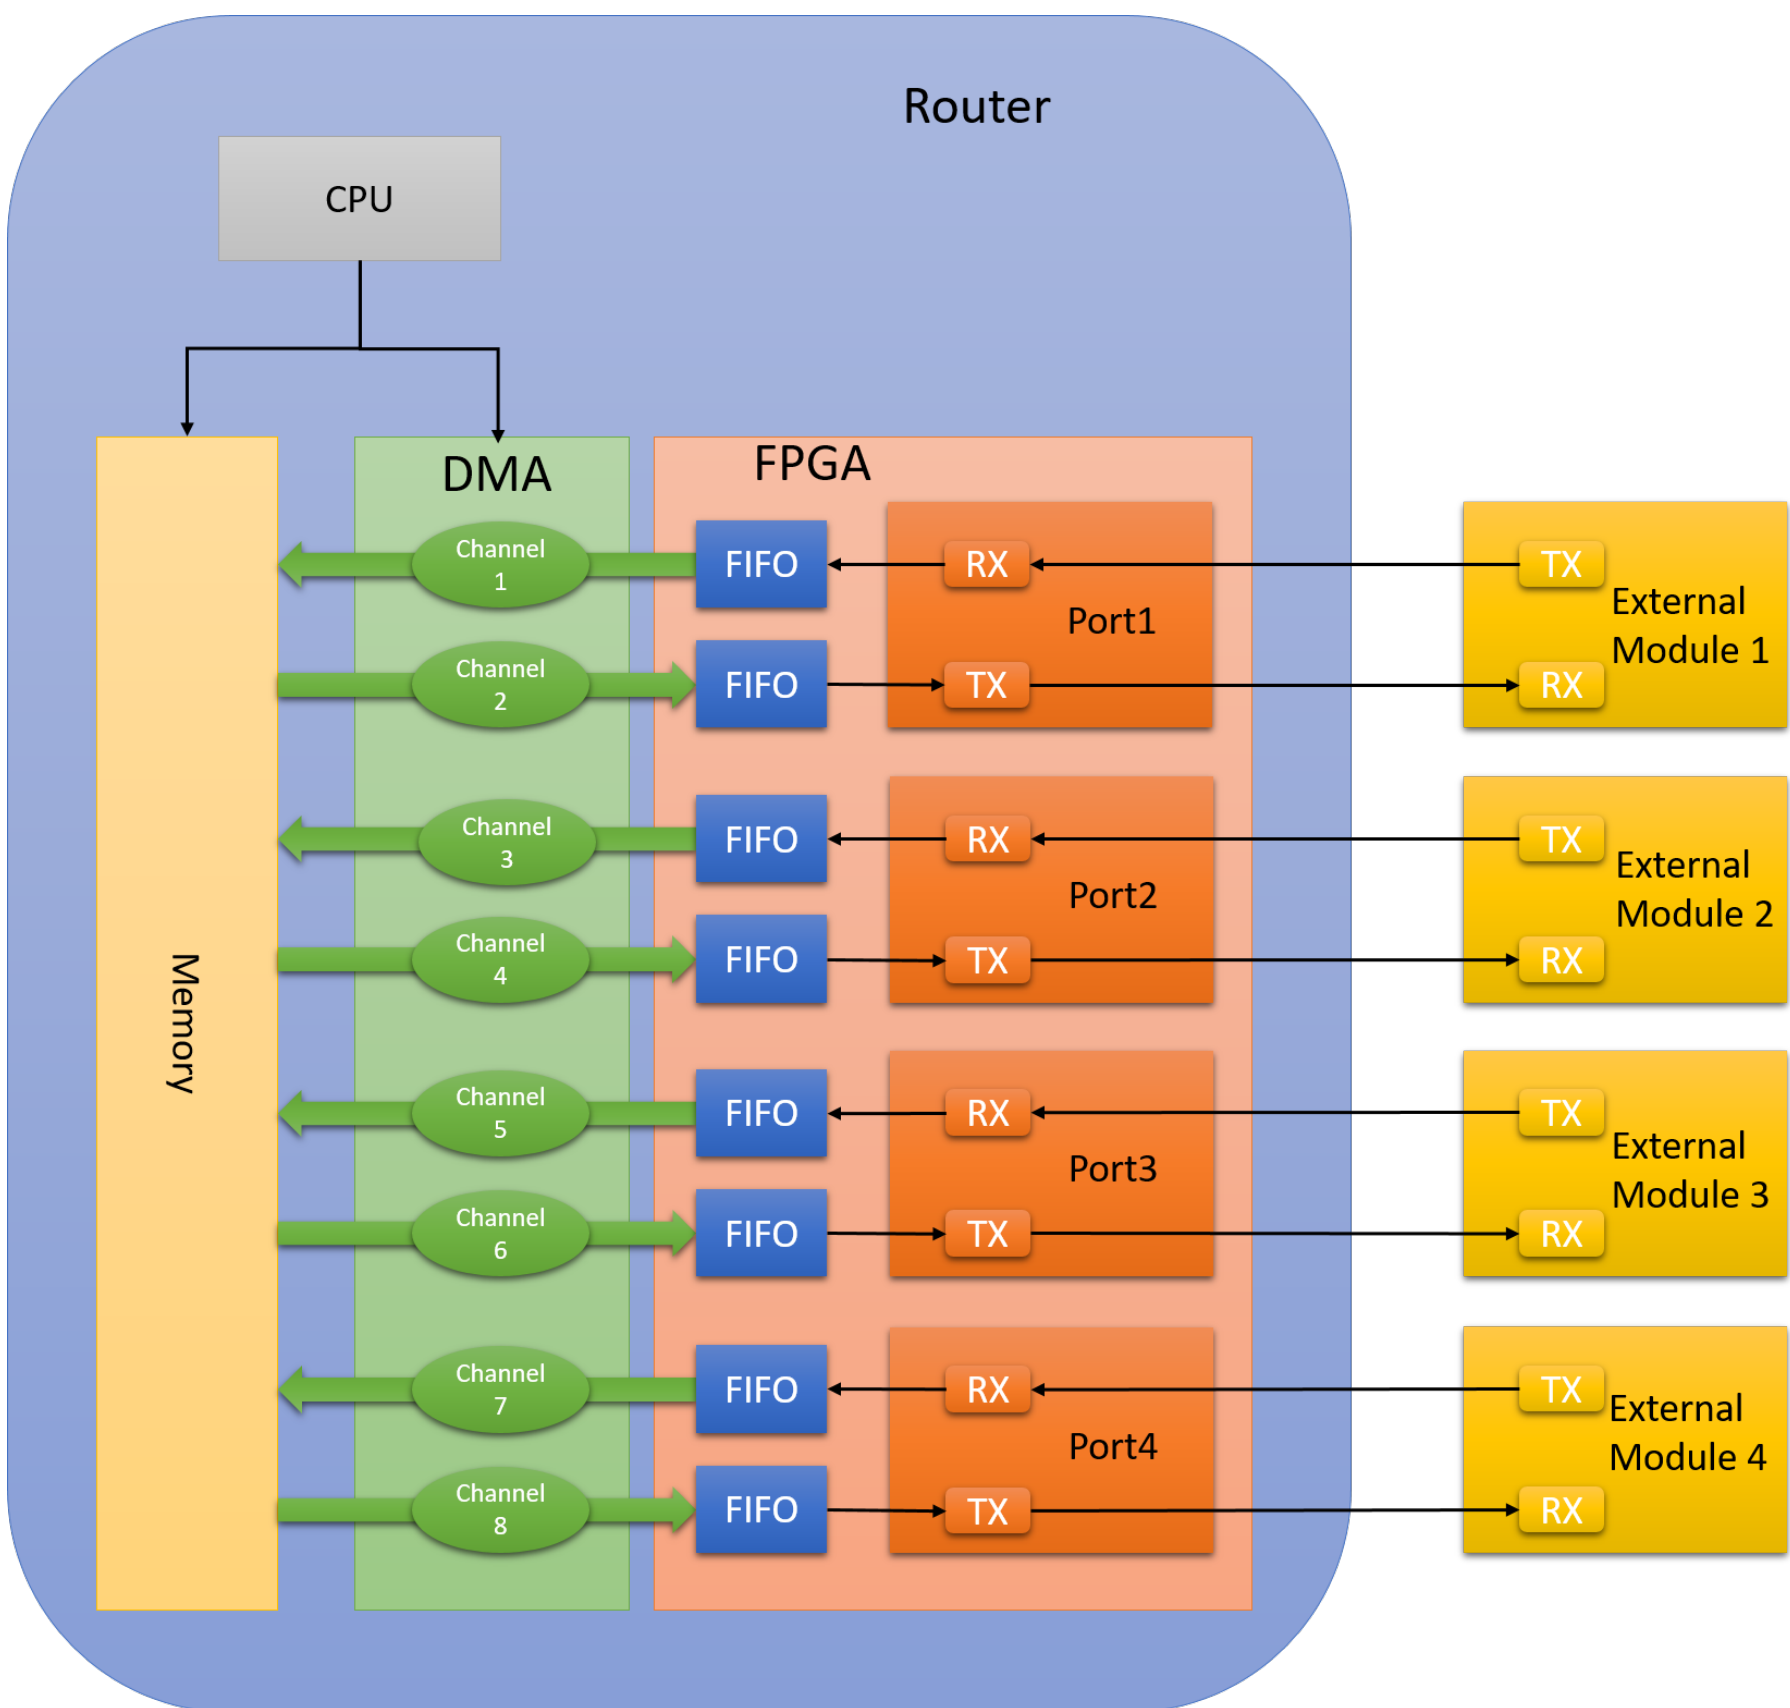 Router
CPU
DMA
FPGA
Memory
Channel
1
FIFO
RX
TX
Port1
External
Module 1
Channel
2
FIFO
TX
RX
Channel
3
FIFO
RX
TX
Port2
External
Module 2
Channel
4
FIFO
TX
RX
Channel
5
FIFO
RX
TX
Port3
External
Module 3
Channel
6
FIFO
TX
RX
Channel
7
FIFO
RX
TX
Port4
External
Module 4
Channel
8
FIFO
TX
RX